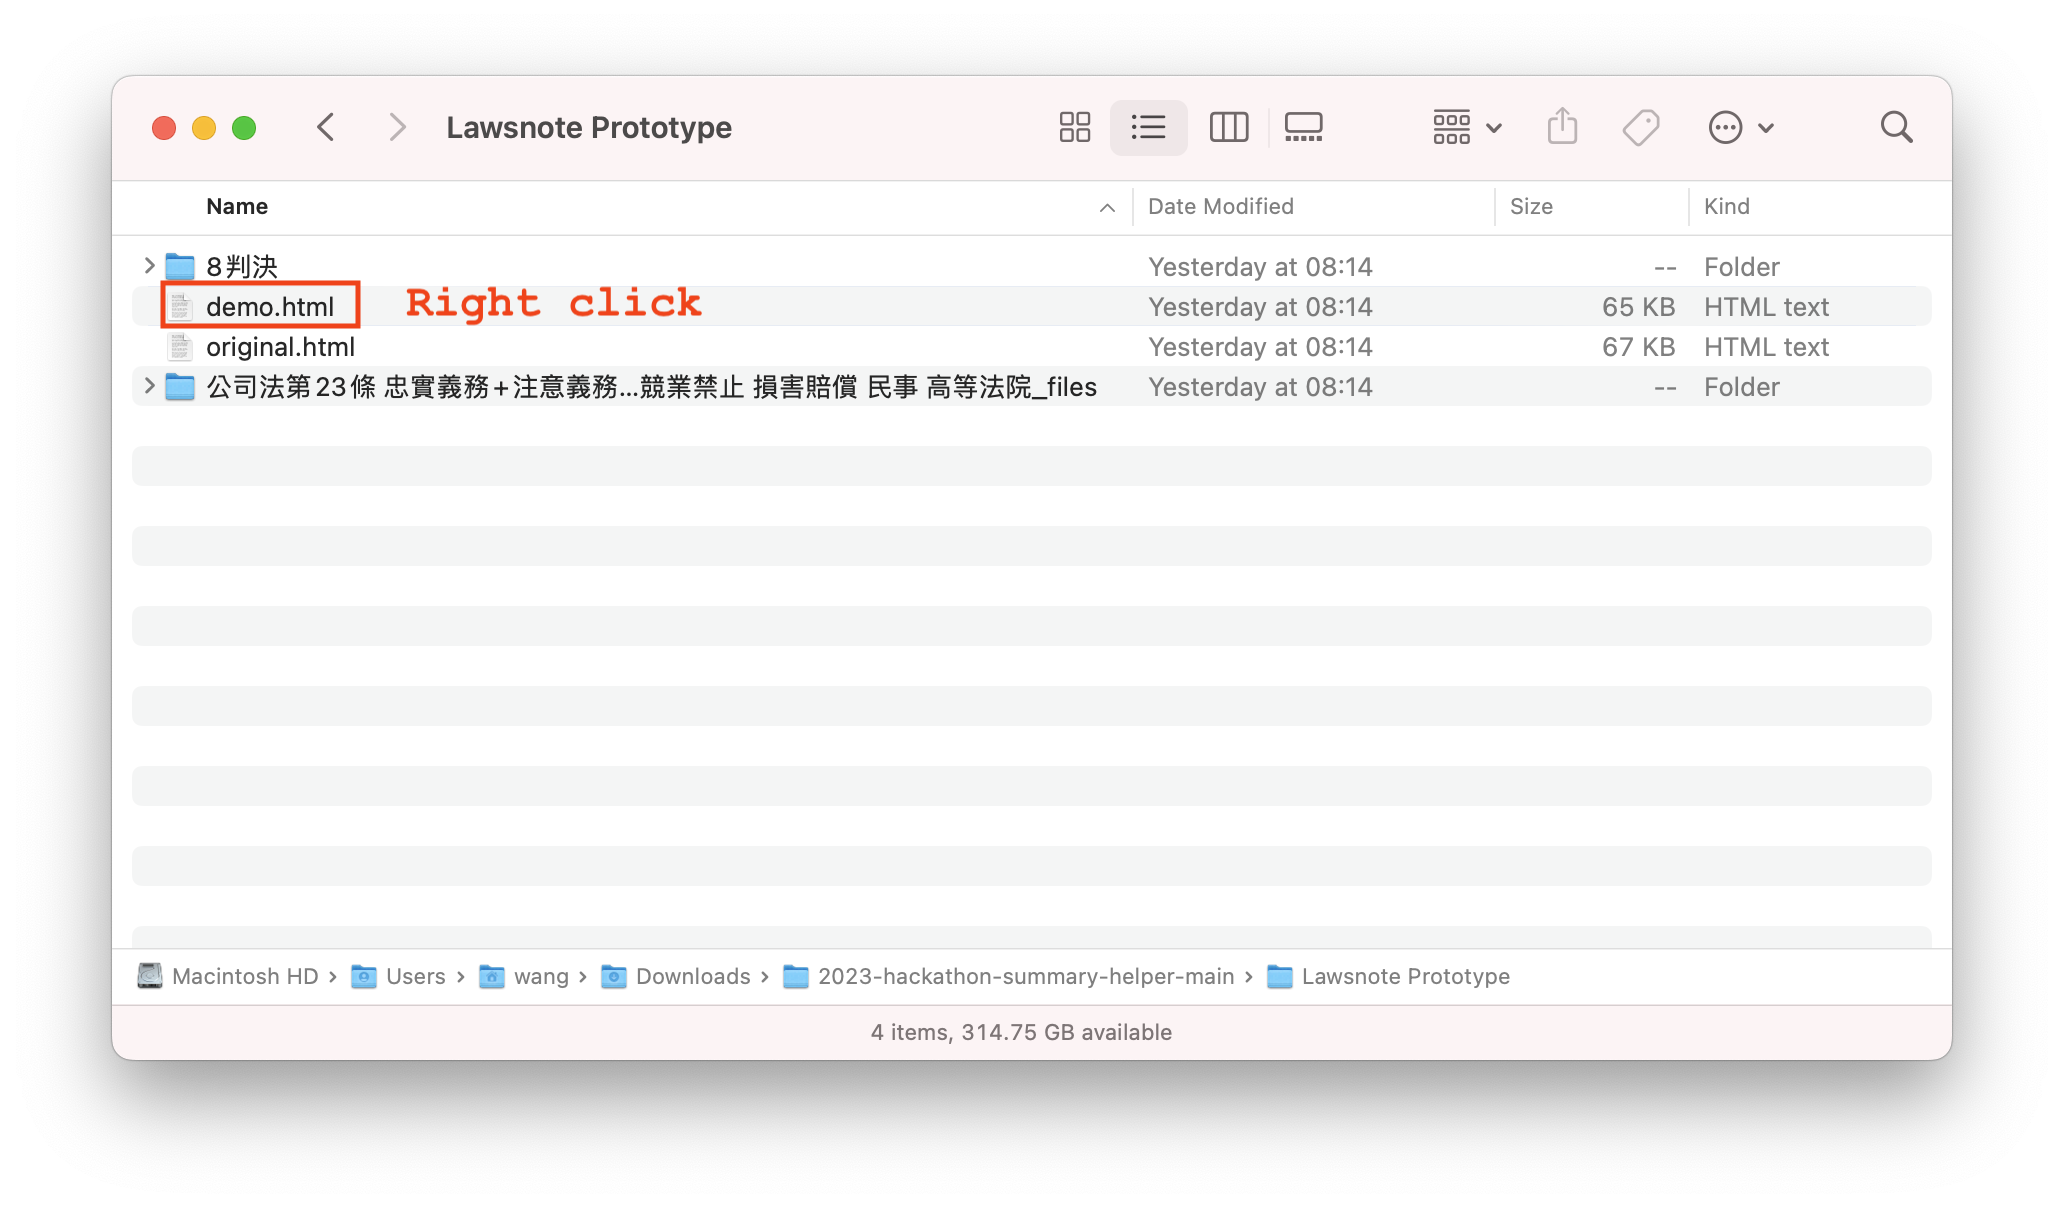 Lawsnote Prototype
Name Date Modified Size Kind
8判決 Yesterday at 08:14 -- Folder
demo.html Right click Yesterday at 08:14 65 KB HTML text
original.html Yesterday at 08:14 67 KB HTML text
公司法第23條 忠實義務+注意義務...競業禁止 損害賠償 民事 高等法院_files Yesterday at 08:14 -- Folder
Macintosh HD › Users › wang › Downloads › 2023-hackathon-summary-helper-main › Lawsnote Prototype
4 items, 314.75 GB available